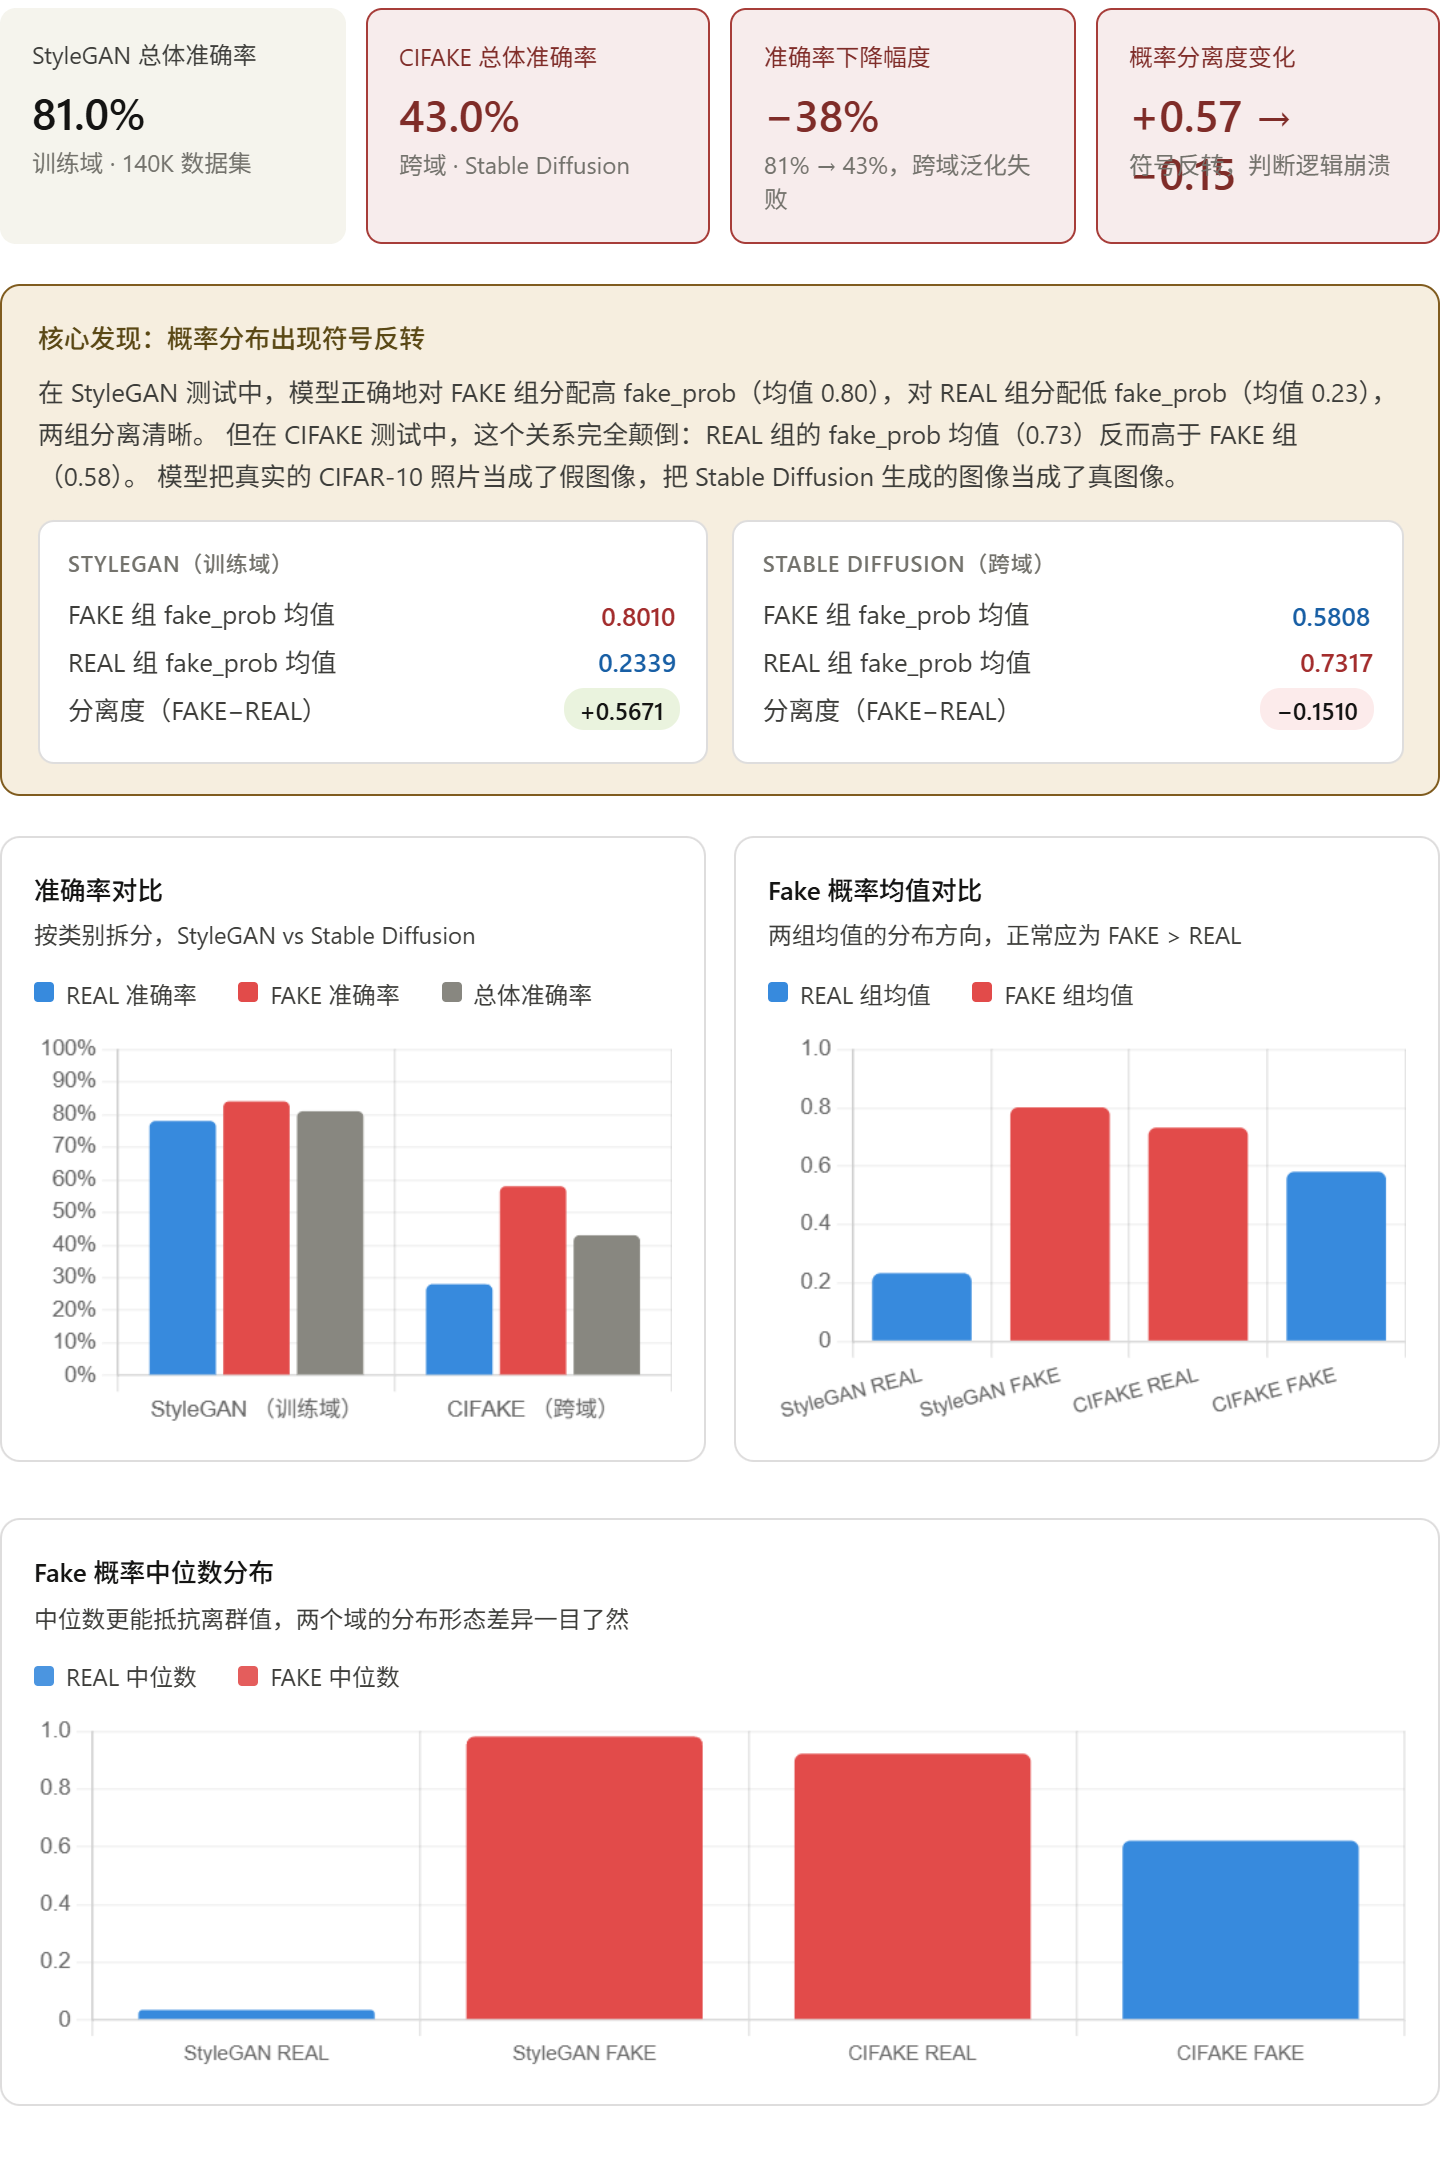 StyleGAN 总体准确率
81.0%
训练域 · 140K 数据集
CIFAKE 总体准确率
43.0%
跨域 · Stable Diffusion
准确率下降幅度
−38%
81% → 43%，跨域泛化失
败
概率分离度变化
+0.57 →
−0.15
符号反转，判断逻辑崩溃
核心发现：概率分布出现符号反转
在 StyleGAN 测试中，模型正确地对 FAKE 组分配高 fake_prob（均值 0.80），对 REAL 组分配低 fake_prob（均值 0.23），
两组分离清晰。 但在 CIFAKE 测试中，这个关系完全颠倒：REAL 组的 fake_prob 均值（0.73）反而高于 FAKE 组
（0.58）。 模型把真实的 CIFAR-10 照片当成了假图像，把 Stable Diffusion 生成的图像当成了真图像。
STYLEGAN（训练域）
FAKE 组 fake_prob 均值 0.8010
REAL 组 fake_prob 均值 0.2339
分离度（FAKE−REAL） +0.5671
STABLE DIFFUSION（跨域）
FAKE 组 fake_prob 均值 0.5808
REAL 组 fake_prob 均值 0.7317
分离度（FAKE−REAL） −0.1510
准确率对比
按类别拆分，StyleGAN vs Stable Diffusion
REAL 准确率 FAKE 准确率 总体准确率
100%
90%
80%
70%
60%
50%
40%
30%
20%
10%
0%
StyleGAN （训练域） CIFAKE （跨域）
Fake 概率均值对比
两组均值的分布方向，正常应为 FAKE > REAL
REAL 组均值 FAKE 组均值
1.0
0.8
0.6
0.4
0.2
0
StyleGAN REAL StyleGAN FAKE CIFAKE REAL CIFAKE FAKE
Fake 概率中位数分布
中位数更能抵抗离群值，两个域的分布形态差异一目了然
REAL 中位数 FAKE 中位数
1.0
0.8
0.6
0.4
0.2
0
StyleGAN REAL StyleGAN FAKE CIFAKE REAL CIFAKE FAKE